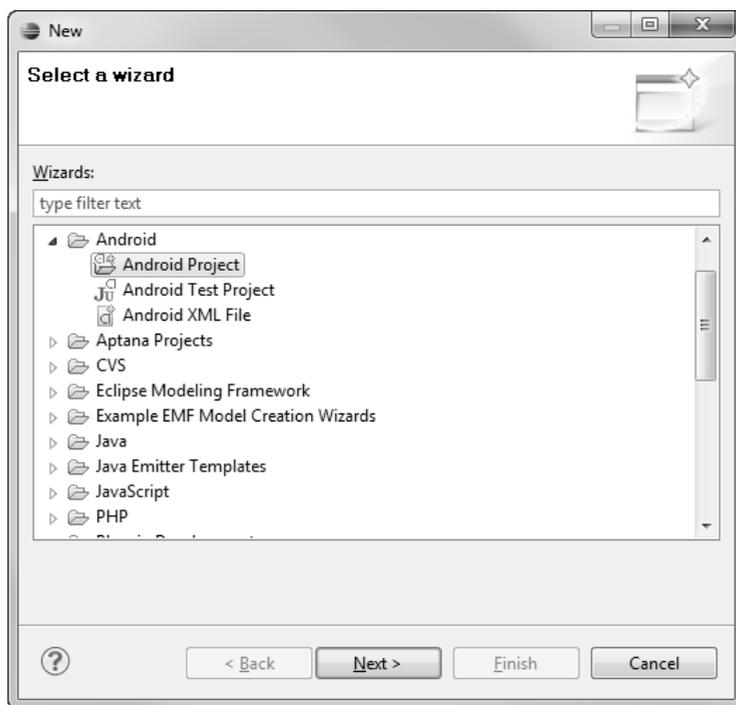 New
Select a wizard
Wizards:
type filter text
Android
Android Project
Android Test Project
Android XML File
Aptana Projects
CVS
Eclipse Modeling Framework
Example EMF Model Creation Wizards
Java
Java Emitter Templates
JavaScript
PHP
< Back Next > Finish Cancel